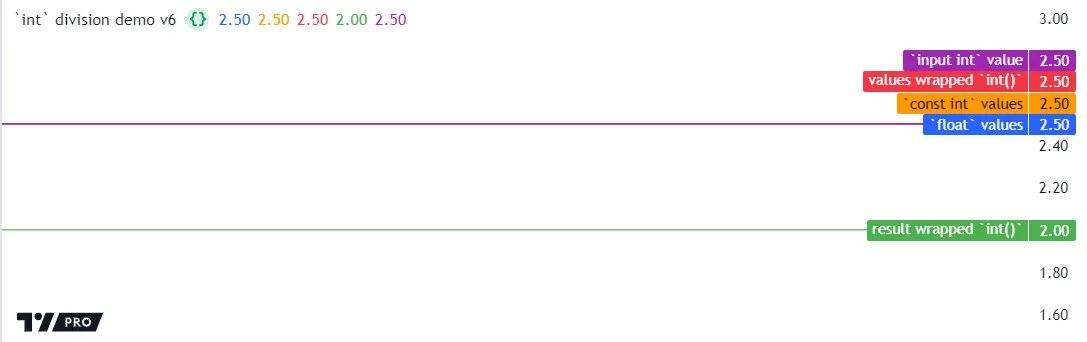 `int` division demo v6 {} 2.50 2.50 2.50 2.00 2.50
3.00
`input int` value 2.50
values wrapped `int()` 2.50
`const int` values 2.50
`float` values 2.50
2.40
2.20
result wrapped `int()` 2.00
1.80
1.60
PRO